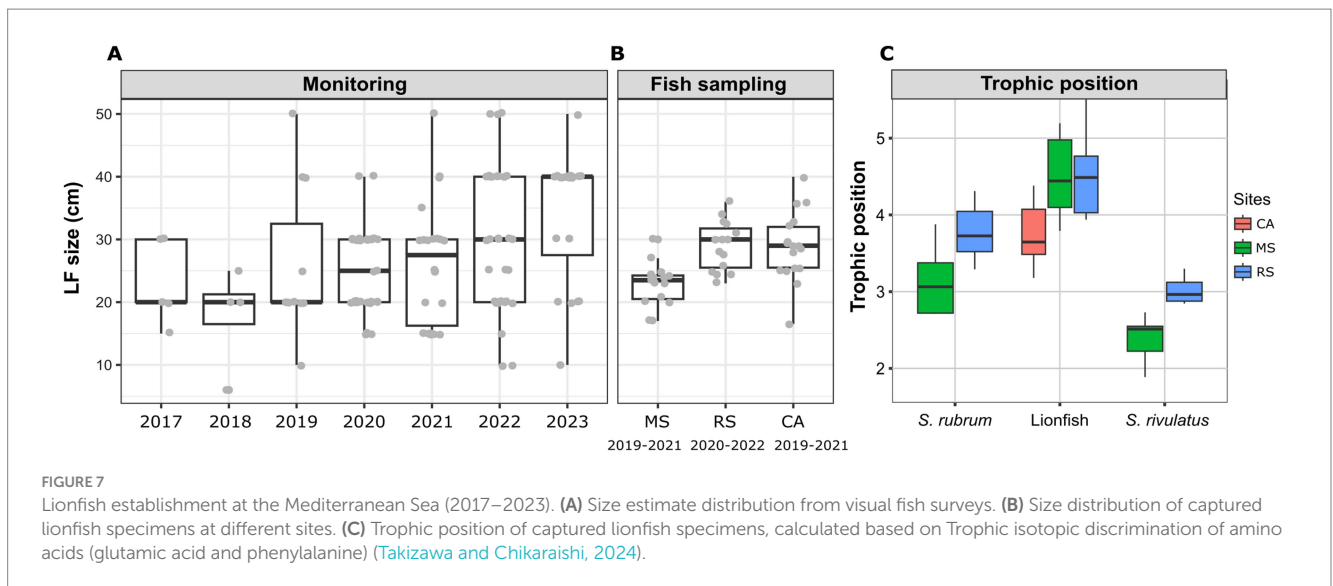 A
B
C
Monitoring
Fish sampling
Trophic position
LF size (cm)
50
40
30
20
10
2017 2018 2019 2020 2021 2022 2023
MS RS CA
2019-2021 2020-2022 2019-2021
Trophic position
5
4
3
2
S. rubrum Lionfish S. rivulatus
Sites
CA
MS
RS
FIGURE 7
Lionfish establishment at the Mediterranean Sea (2017–2023). (A) Size estimate distribution from visual fish surveys. (B) Size distribution of captured
lionfish specimens at different sites. (C) Trophic position of captured lionfish specimens, calculated based on Trophic isotopic discrimination of amino
acids (glutamic acid and phenylalanine) (Takizawa and Chikaraishi, 2024).